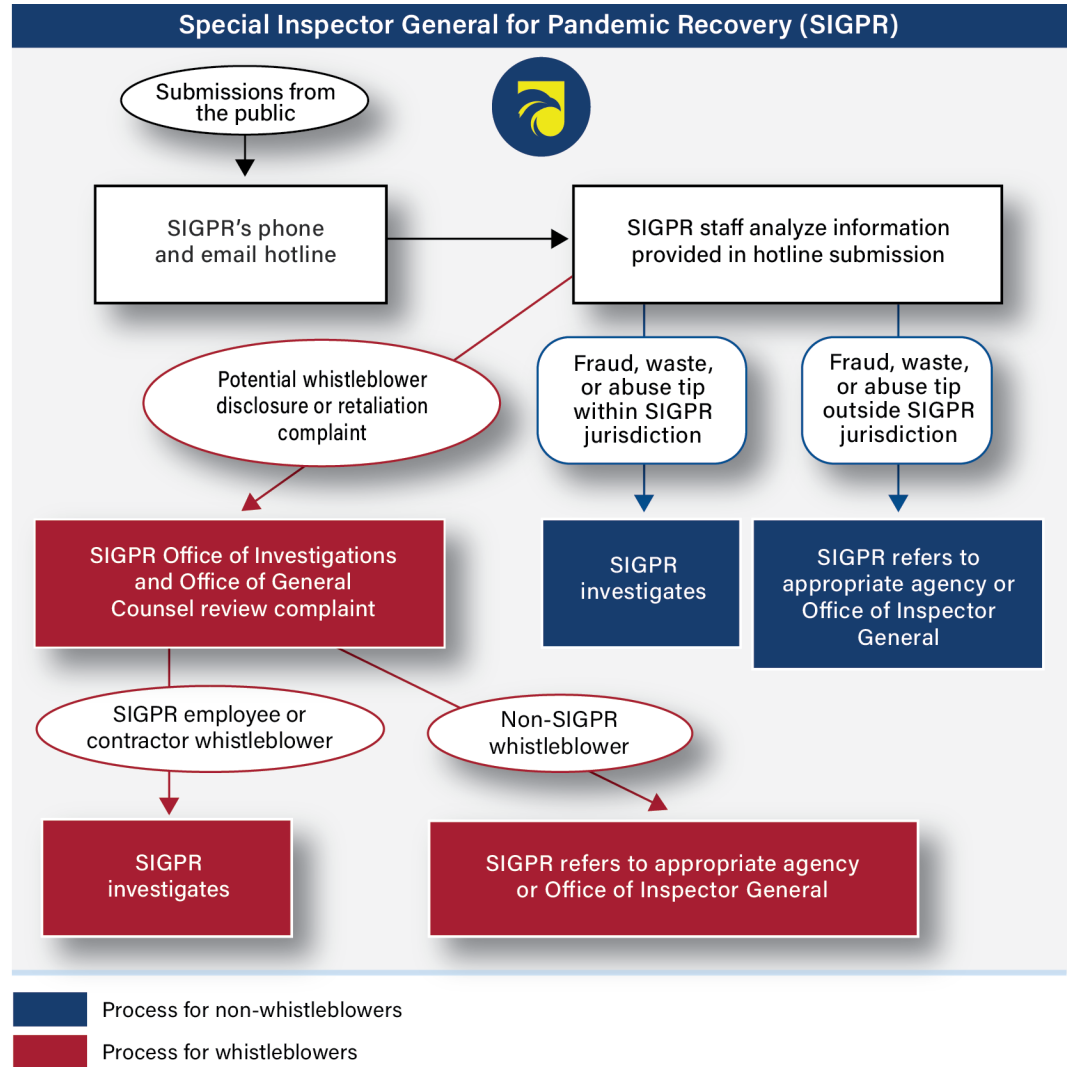 Special Inspector General for Pandemic Recovery (SIGPR)
Submissions from
the public
SIGPR’s phone
and email hotline
SIGPR staff analyze information
provided in hotline submission
Potential whistleblower
disclosure or retaliation
complaint
Fraud, waste,
or abuse tip
within SIGPR
jurisdiction
Fraud, waste,
or abuse tip
outside SIGPR
jurisdiction
SIGPR Office of Investigations
and Office of General
Counsel review complaint
SIGPR
investigates
SIGPR refers to
appropriate agency or
Office of Inspector
General
SIGPR employee or
contractor whistleblower
Non-SIGPR
whistleblower
SIGPR
investigates
SIGPR refers to appropriate agency
or Office of Inspector General
Process for non-whistleblowers
Process for whistleblowers